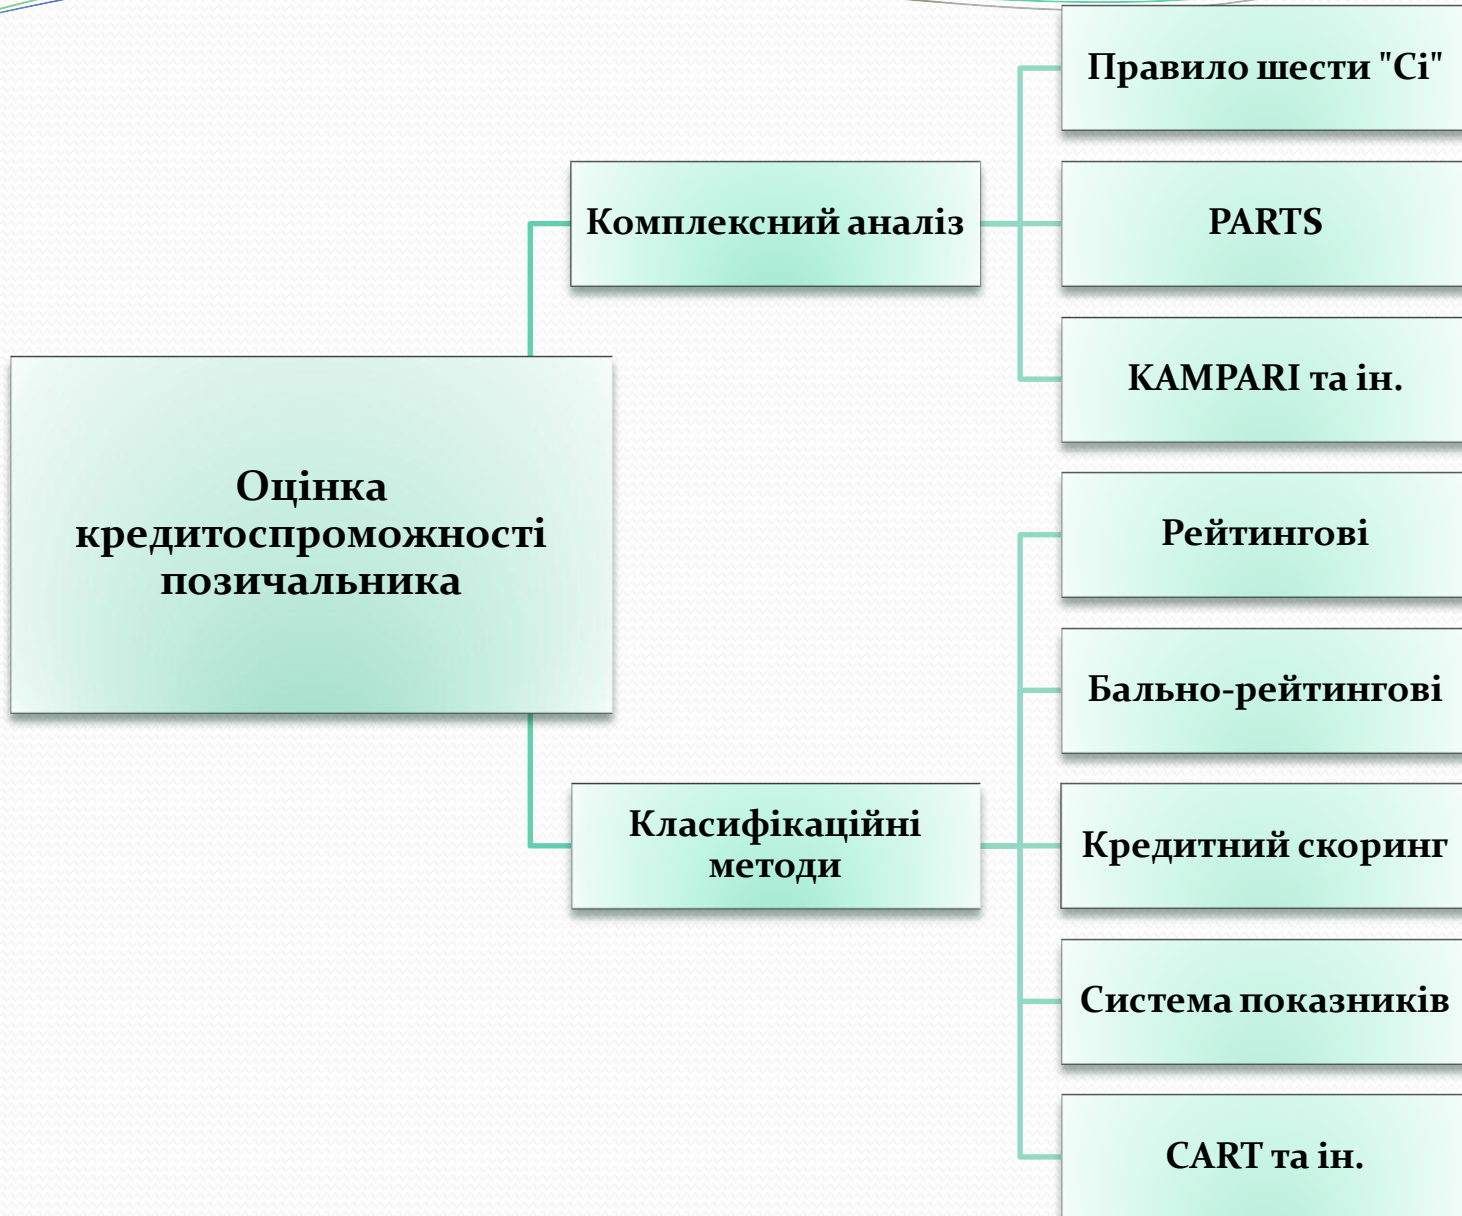 Правило шести "Сі"
Комплексний аналіз
PARTS
KAMPARI та ін.
Оцінка
кредитоспроможності
позичальника
Рейтингові
Бально-рейтингові
Класифікаційні
методи
Кредитний скоринг
Система показників
CART та ін.